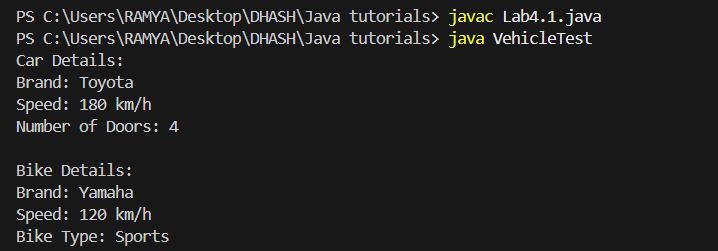 PS C:\Users\RAMYA\Desktop\DHASH\Java tutorials> javac Lab4.1.java
PS C:\Users\RAMYA\Desktop\DHASH\Java tutorials> java VehicleTest
Car Details:
Brand: Toyota
Speed: 180 km/h
Number of Doors: 4

Bike Details:
Brand: Yamaha
Speed: 120 km/h
Bike Type: Sports